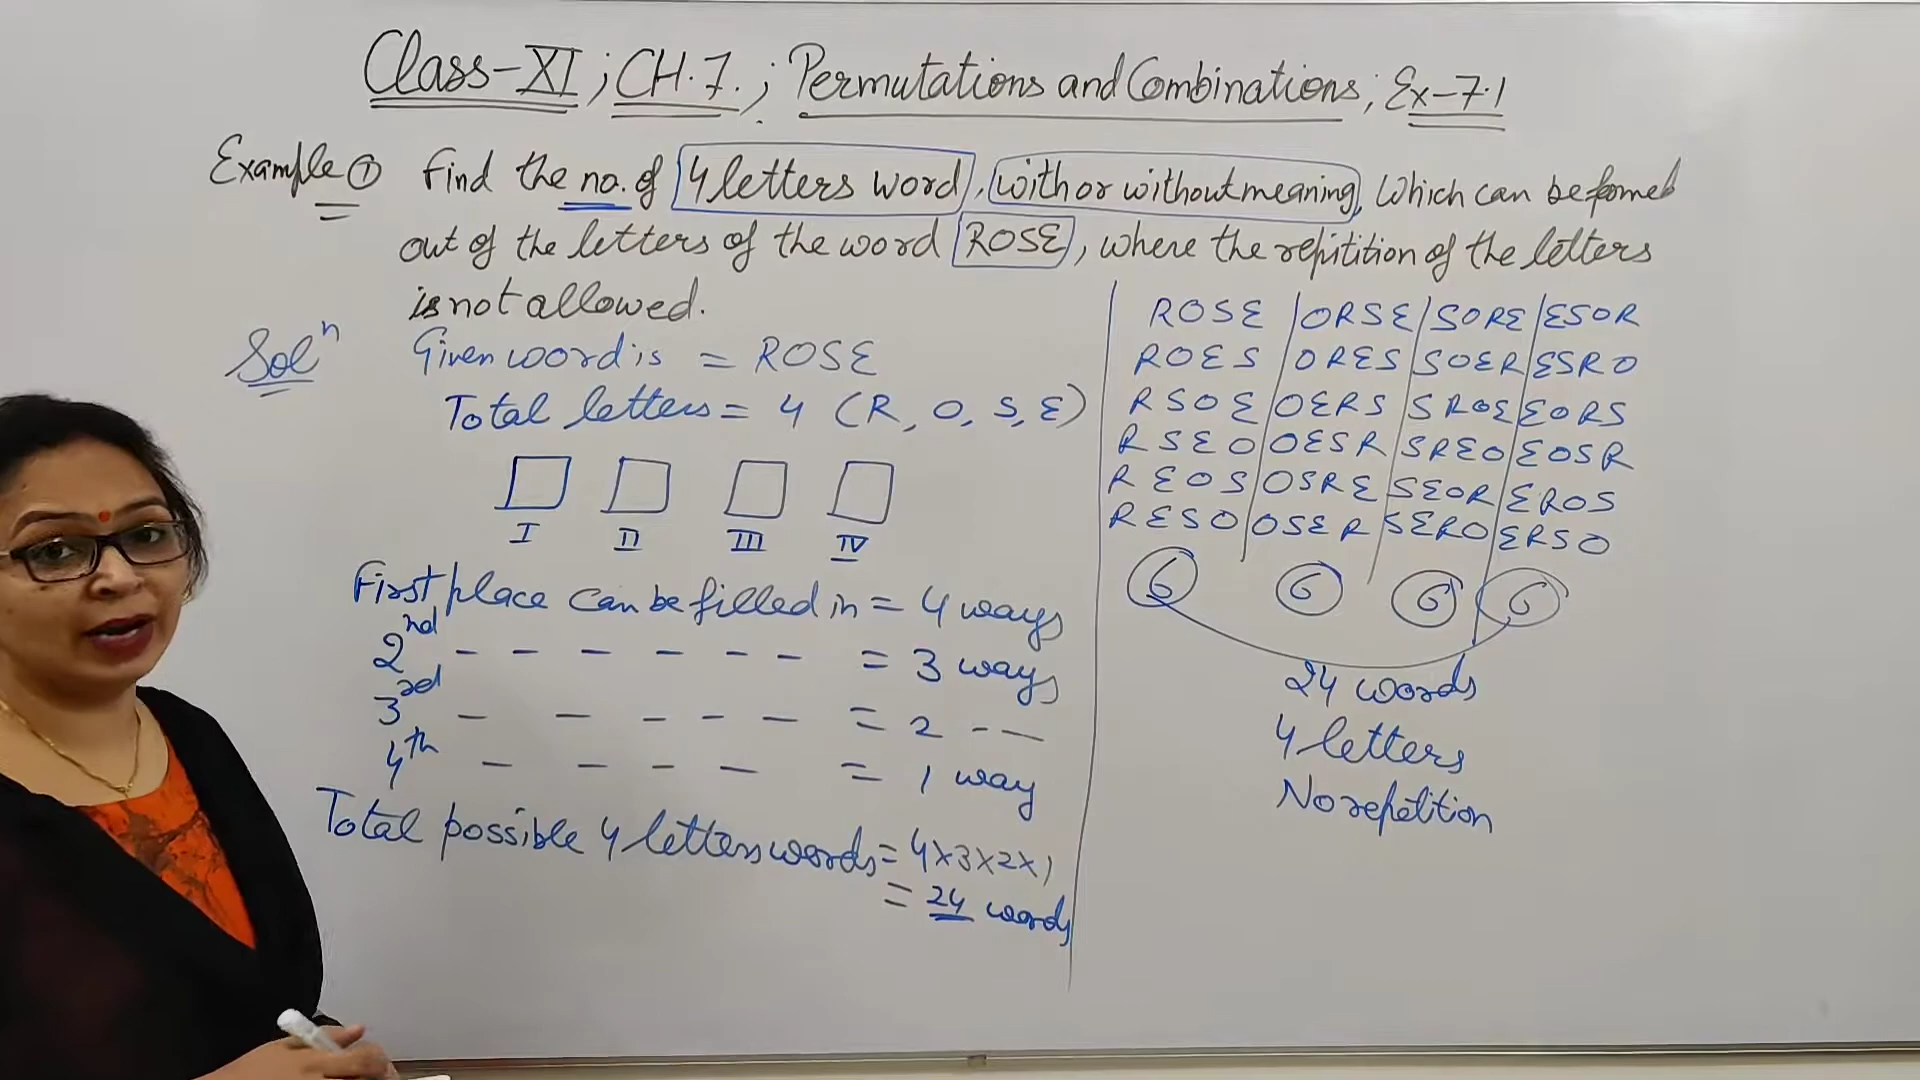 Class-XI ; CH.7. ; Permutations and Combinations ; Ex-7.1
Example ① Find the no. of 4 letters word, with or without meaning, which can be formed
out of the letters of the word ROSE, where the repitition of the letters
is not allowed.
Solⁿ Given word is = ROSE
Total letters = 4 (R, O, S, E)
I II III IV
First place can be filled in = 4 ways
2nd - - - - - - = 3 ways
3rd - - - - - = 2 - -
4th - - - - = 1 way
Total possible 4 letters words = 4×3×2×1
= 24 words
ROSE | ORSE | SORE | ESOR
ROES | ORES | SOER | ESRO
RSOE | OERS | SROE | EORS
RSEO | OESR | SREO | EOSR
REOS | OSRE | SEOR | EROS
RESO | OSER | SERO | ERSO
6 6 6 6
24 words
4 letters
No repetition